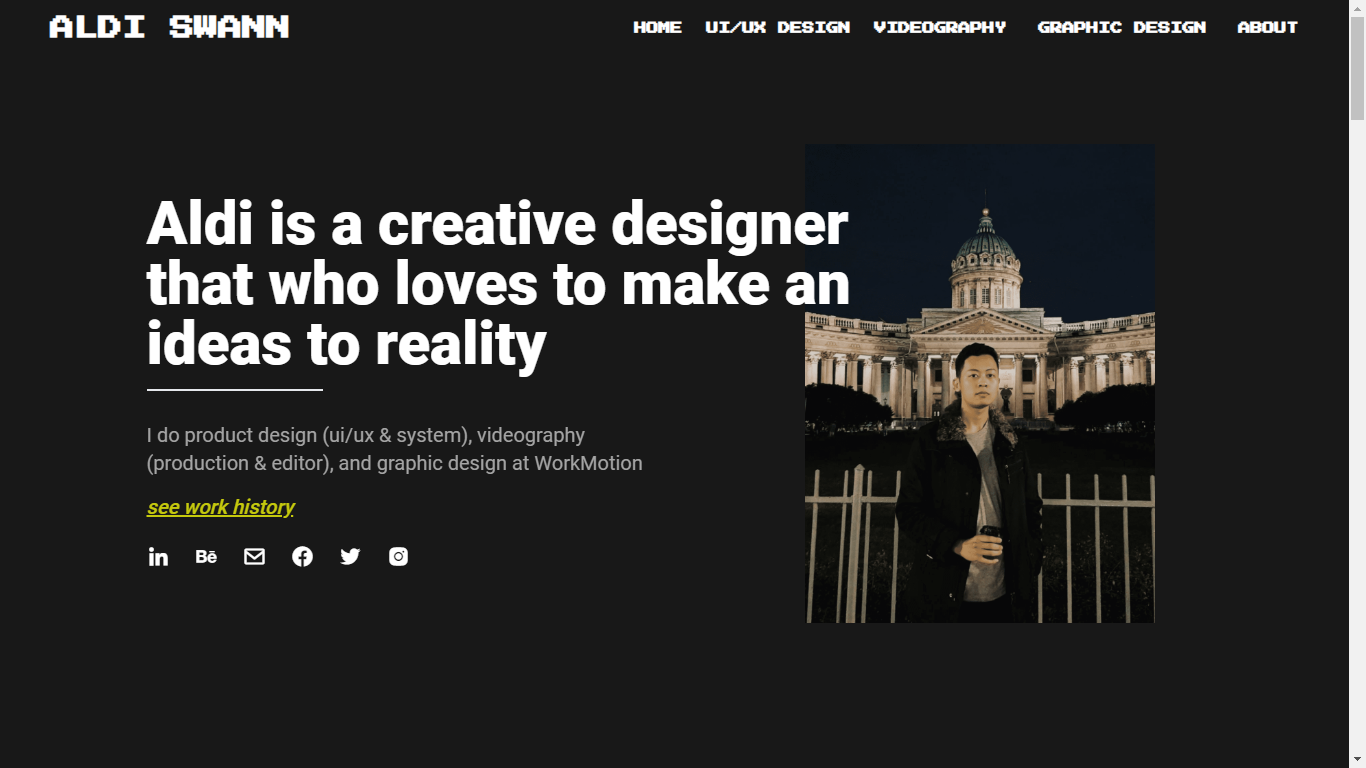 ALDI SWANN
HOME UI/UX DESIGN VIDEOGRAPHY GRAPHIC DESIGN ABOUT
Aldi is a creative designer
that who loves to make an
ideas to reality
I do product design (ui/ux & system), videography
(production & editor), and graphic design at WorkMotion
see work history
in Bē